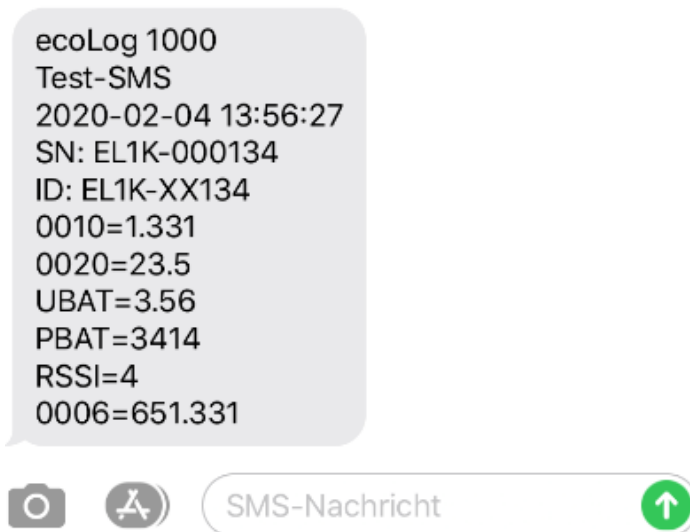 ecoLog 1000
Test-SMS
2020-02-04 13:56:27
SN: EL1K-000134
ID: EL1K-XX134
0010=1.331
0020=23.5
UBAT=3.56
PBAT=3414
RSSI=4
0006=651.331
SMS-Nachricht